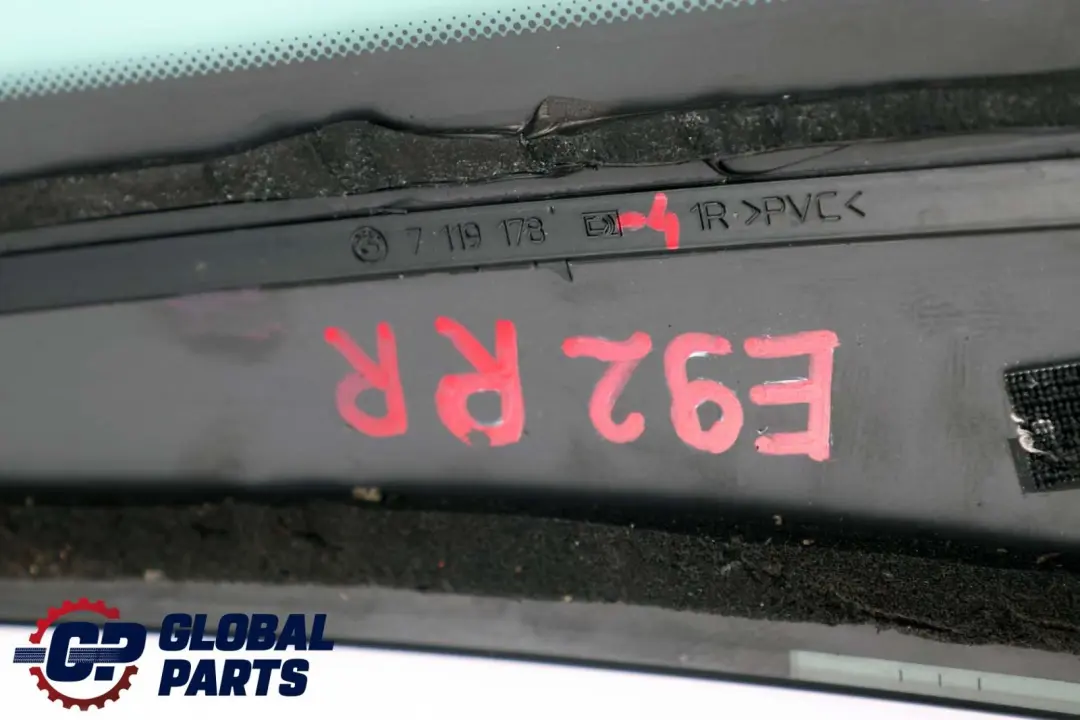 7 119 178 1R >PVC<
E92 RR
GLOBAL
PARTS